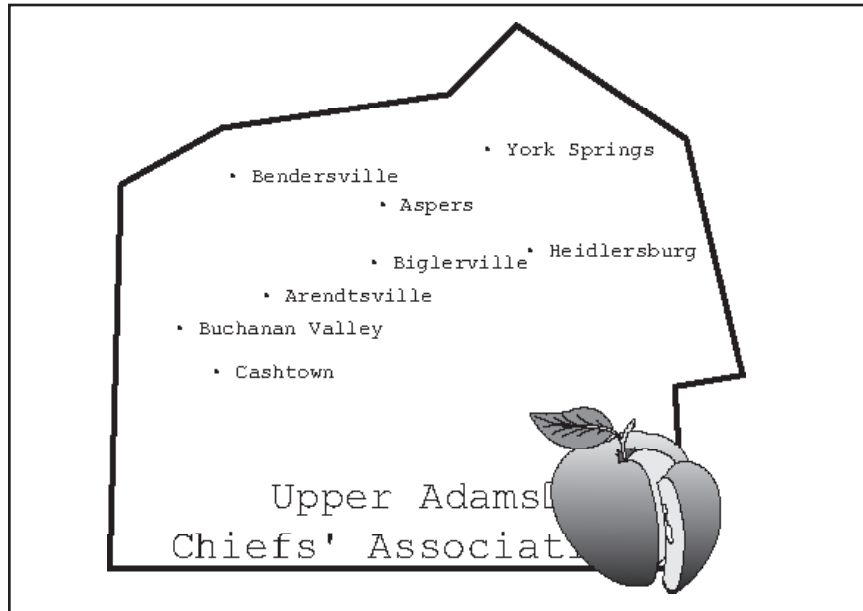 York Springs
Bendersville
Aspers
Heidlersburg
Biglerville
Arendtsville
Buchanan Valley
Cashtown
Upper Adams
Chiefs' Associati